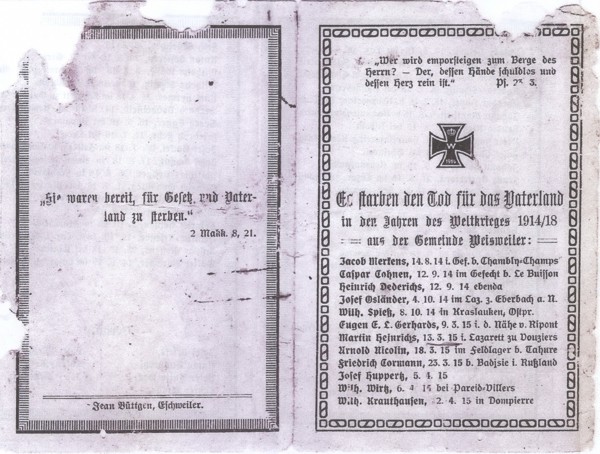 „Sie waren bereit, für Gesetz und Vater-
land zu sterben."
2 Makk. 8, 21.
Jean Büttgen, Eschweiler.
„Wer wird emporsteigen zum Berge des
Herrn? — Der, dessen Hände schuldlos und
dessen Herz rein ist." Ps. 3.
W
Es starben den Tod für das Vaterland
in den Jahren des Weltkrieges 1914/18
aus der Gemeinde Weisweiler:
Jacob Mertens, 14. 8. 14 i. Gef. b. Chambly-Champs
Caspar Cohnen, 12. 9. 14 im Gefecht b. Le Buisson
Heinrich Dederichs, 12. 9. 14 ebenda
Josef Osländer, 4. 10. 14 im Laz. z. Eberbach a. N.
Wilh. Spieß, 8. 10. 14 in Kraslauken, Ostpr.
Eugen E. L. Gerhards, 9. 3. 15 i. d. Nähe v. Ripont
Martin Heinrichs, 13. 3. 15 i. Lazarett zu Douziers
Arnold Nicolin, 18. 3. 15 im Feldlager b. Tahure
Friedrich Cormann, 23. 3. 15 b. Badjsie i. Rußland
Josef Huppertz, 5. 4. 15
Wilh. Wirtz, 6. 4 15 bei Pareid-Villers
Wilh. Krauthausen, 2. 4. 15 in Dompierre